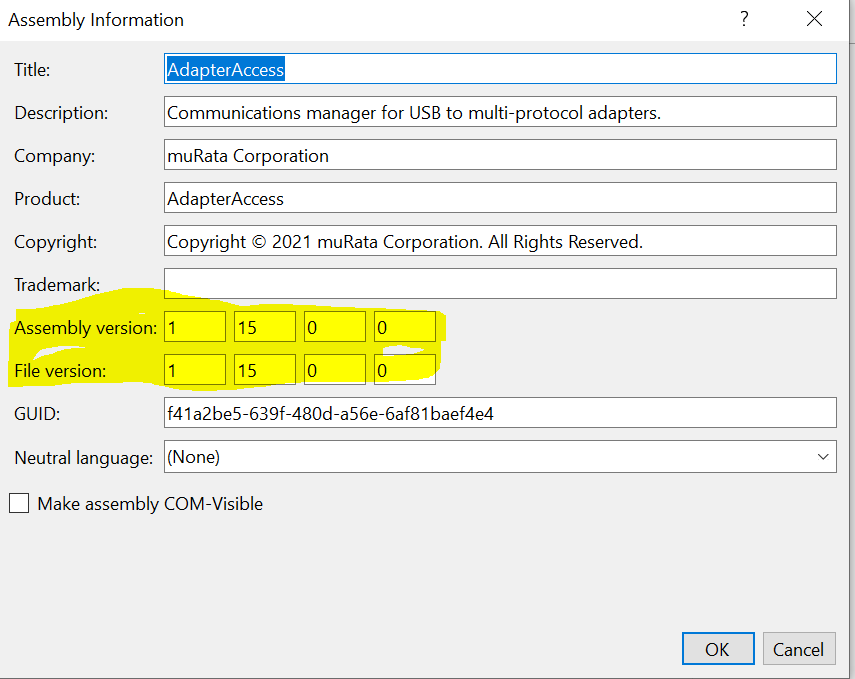 Assembly Information ?
Title: AdapterAccess
Description: Communications manager for USB to multi-protocol adapters.
Company: muRata Corporation
Product: AdapterAccess
Copyright: Copyright © 2021 muRata Corporation. All Rights Reserved.
Trademark:
Assembly version: 1 15 0 0
File version: 1 15 0 0
GUID: f41a2be5-639f-480d-a56e-6af81baef4e4
Neutral language: (None)
Make assembly COM-Visible
OK Cancel